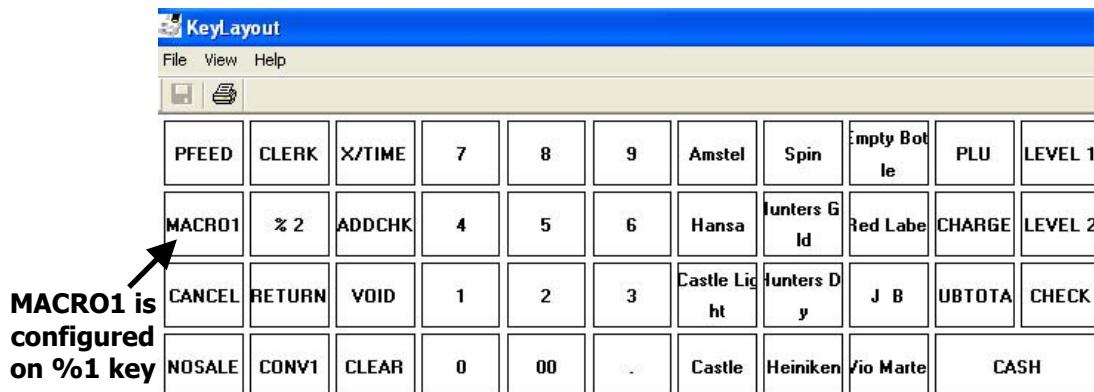 KeyLayout
File View Help
PFEED CLERK X/TIME 7 8 9 Amstel Spin Empty Bot le PLU LEVEL 1
MACRO1 % 2 ADDCHK 4 5 6 Hansa Hunters G ld Red Labe CHARGE LEVEL 2
CANCEL RETURN VOID 1 2 3 Castle Lig ht Hunters D y J B UBTOTA CHECK
NOSALE CONV1 CLEAR 0 00 . Castle Heiniken Vio Marte CASH
MACRO1 is
configured
on %1 key